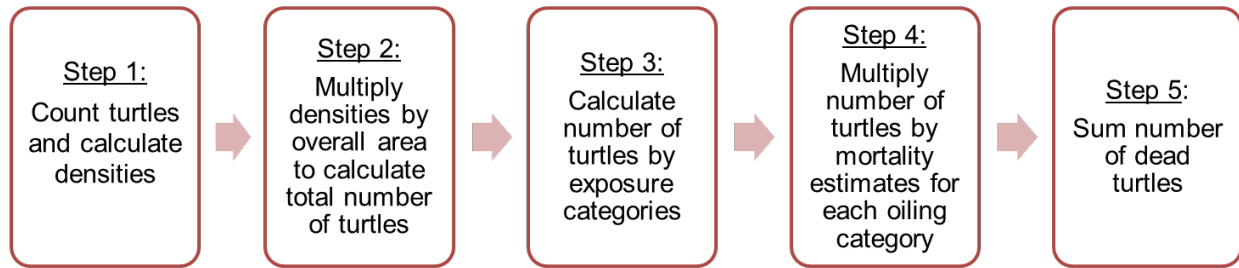 Step 1:
Count turtles
and calculate
densities
Step 2:
Multiply
densities by
overall area
to calculate
total number
of turtles
Step 3:
Calculate
number of
turtles by
exposure
categories
Step 4:
Multiply
number of
turtles by
mortality
estimates for
each oiling
category
Step 5:
Sum number
of dead
turtles